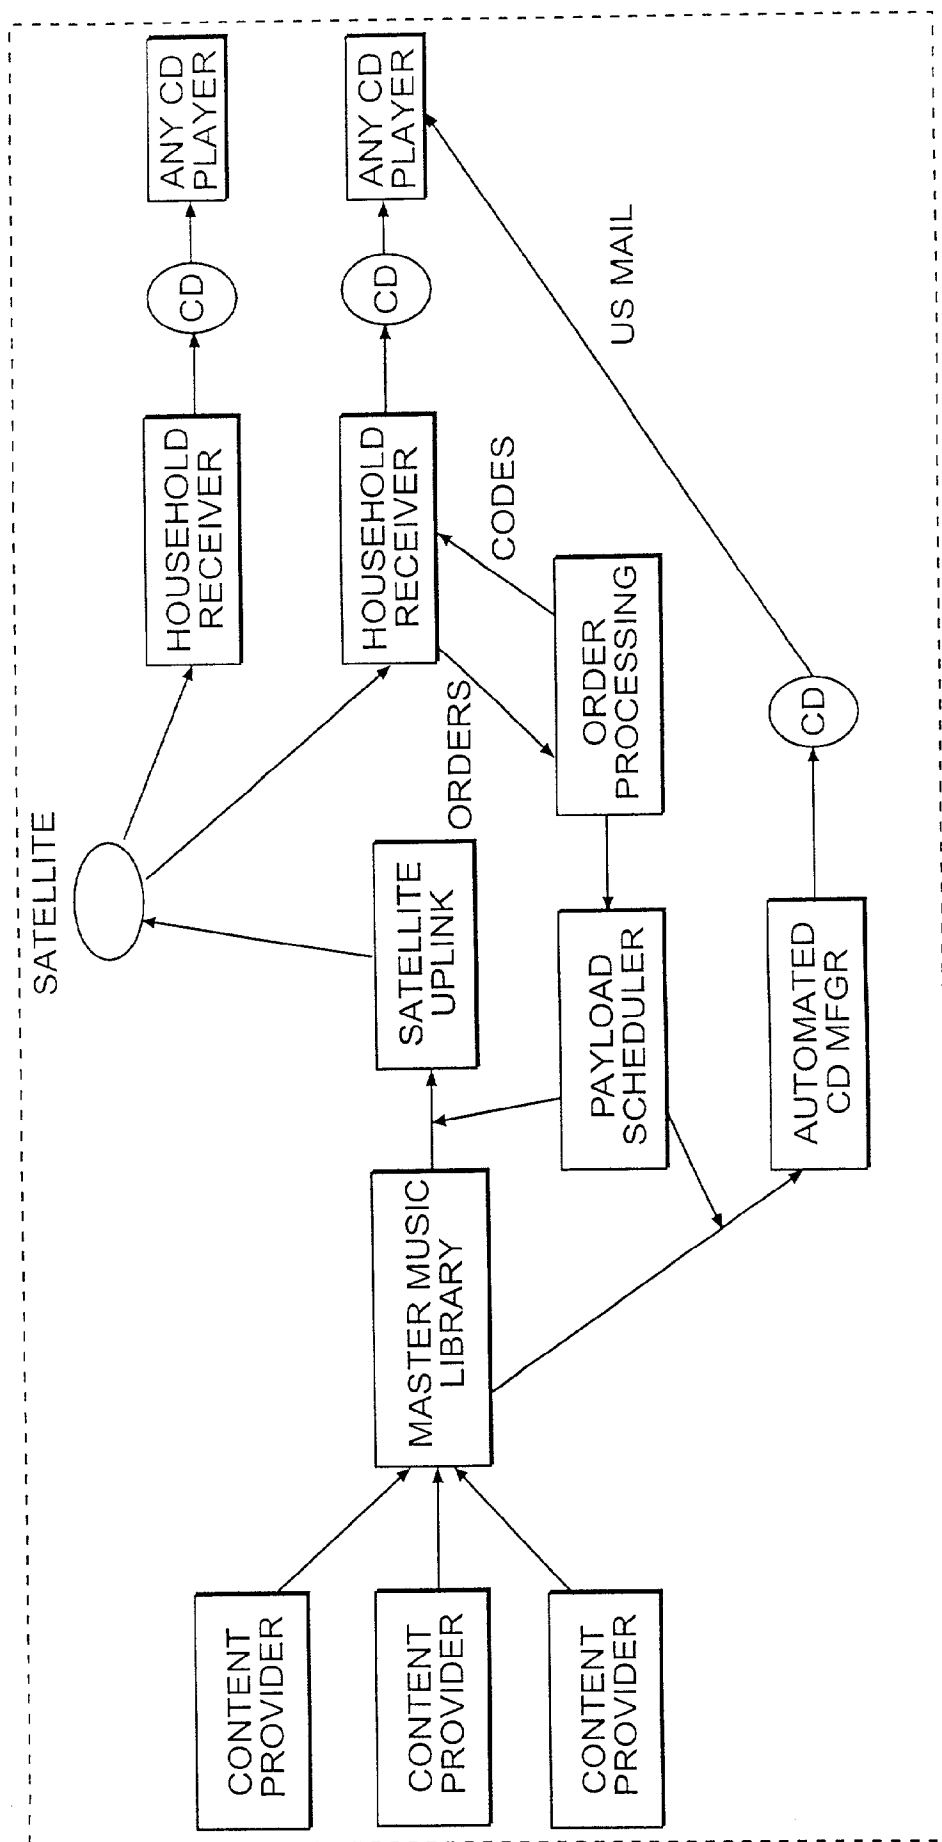 SATELLITE
CONTENT
PROVIDER
CONTENT
PROVIDER
CONTENT
PROVIDER
MASTER MUSIC
LIBRARY
SATELLITE
UPLINK
PAYLOAD
SCHEDULER
AUTOMATED
CD MFGR
ORDERS
ORDER
PROCESSING
CODES
HOUSEHOLD
RECEIVER
HOUSEHOLD
RECEIVER
CD
CD
CD
US MAIL
ANY CD
PLAYER
ANY CD
PLAYER